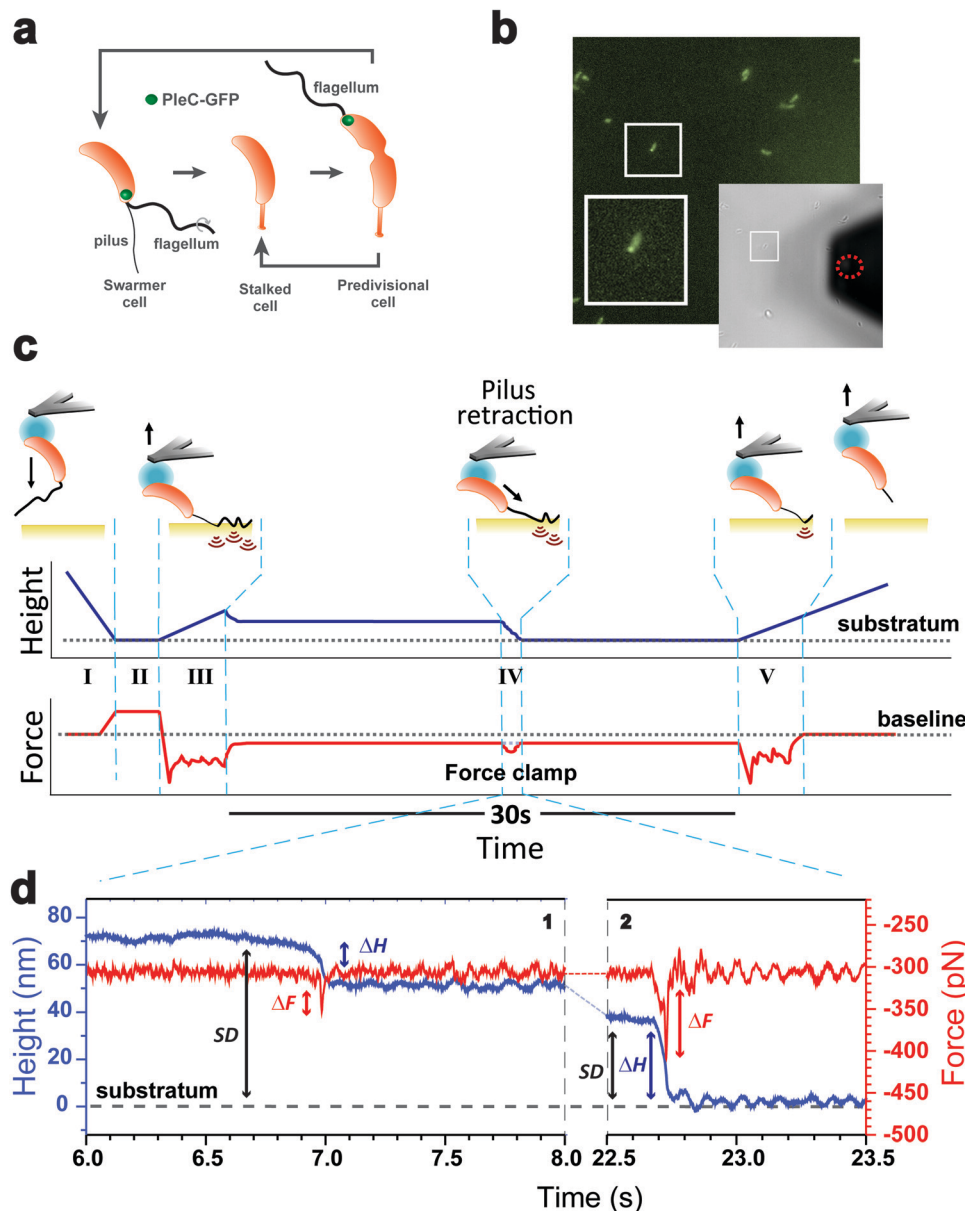 a
flagellum
PleC-GFP
pilus
flagellum
Swarmer
cell
Stalked
cell
Predivisional
cell
b
c
Pilus
retraction
Height
substratum
I
II
III
IV
V
Force
baseline
Force clamp
30s
Time
d
Height (nm)
80
60
40
20
0
1
2
ΔH
ΔF
SD
substratum
SD
ΔH
ΔF
-250
-300
-350
-400
-450
-500
Force (pN)
6.0
6.5
7.0
7.5
8.0
22.5
23.0
23.5
Time (s)